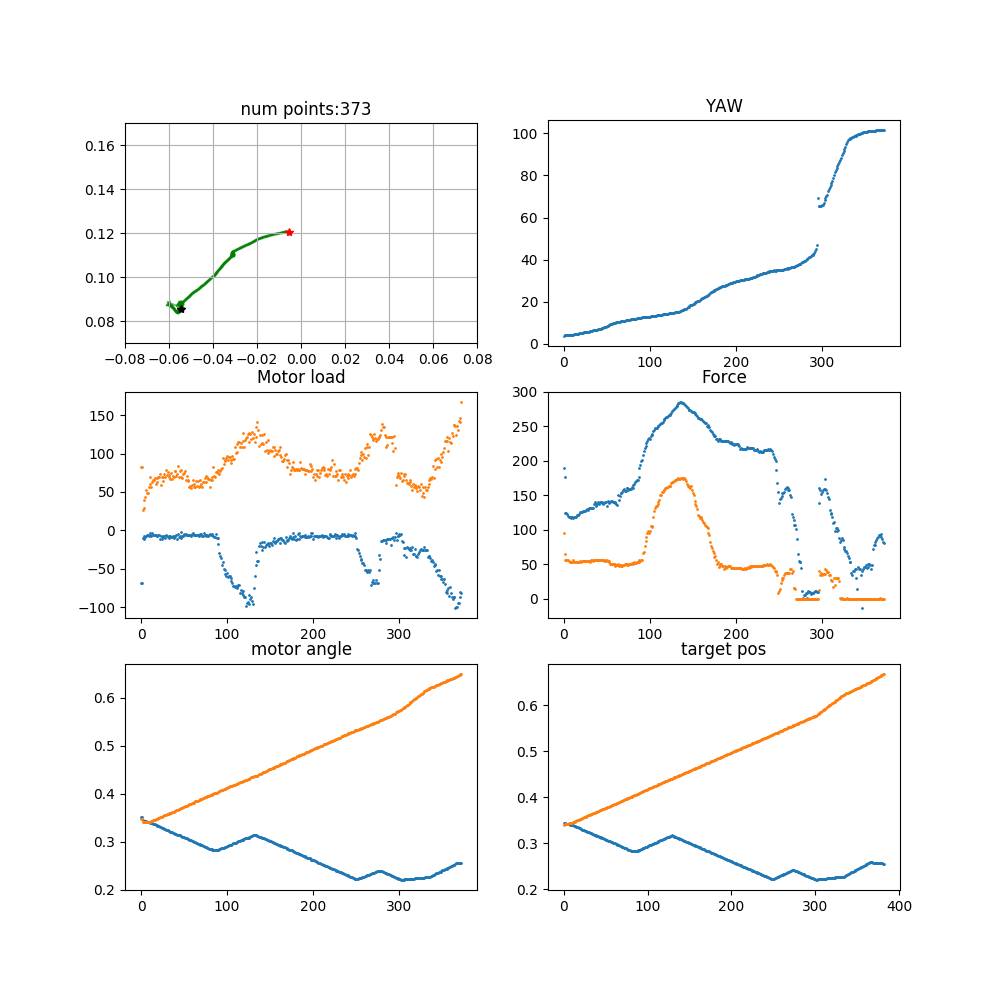 num points:373
YAW
0.16
0.14
0.12
0.10
0.08
−0.08 −0.06 −0.04 −0.02 0.00 0.02 0.04 0.06 0.08
100
80
60
40
20
0
0 100 200 300
Motor load
Force
150
100
50
0
−50
−100
0 100 200 300
300
250
200
150
100
50
0
0 100 200 300
motor angle
target pos
0.6
0.5
0.4
0.3
0.2
0 100 200 300
0.6
0.5
0.4
0.3
0.2
0 100 200 300 400